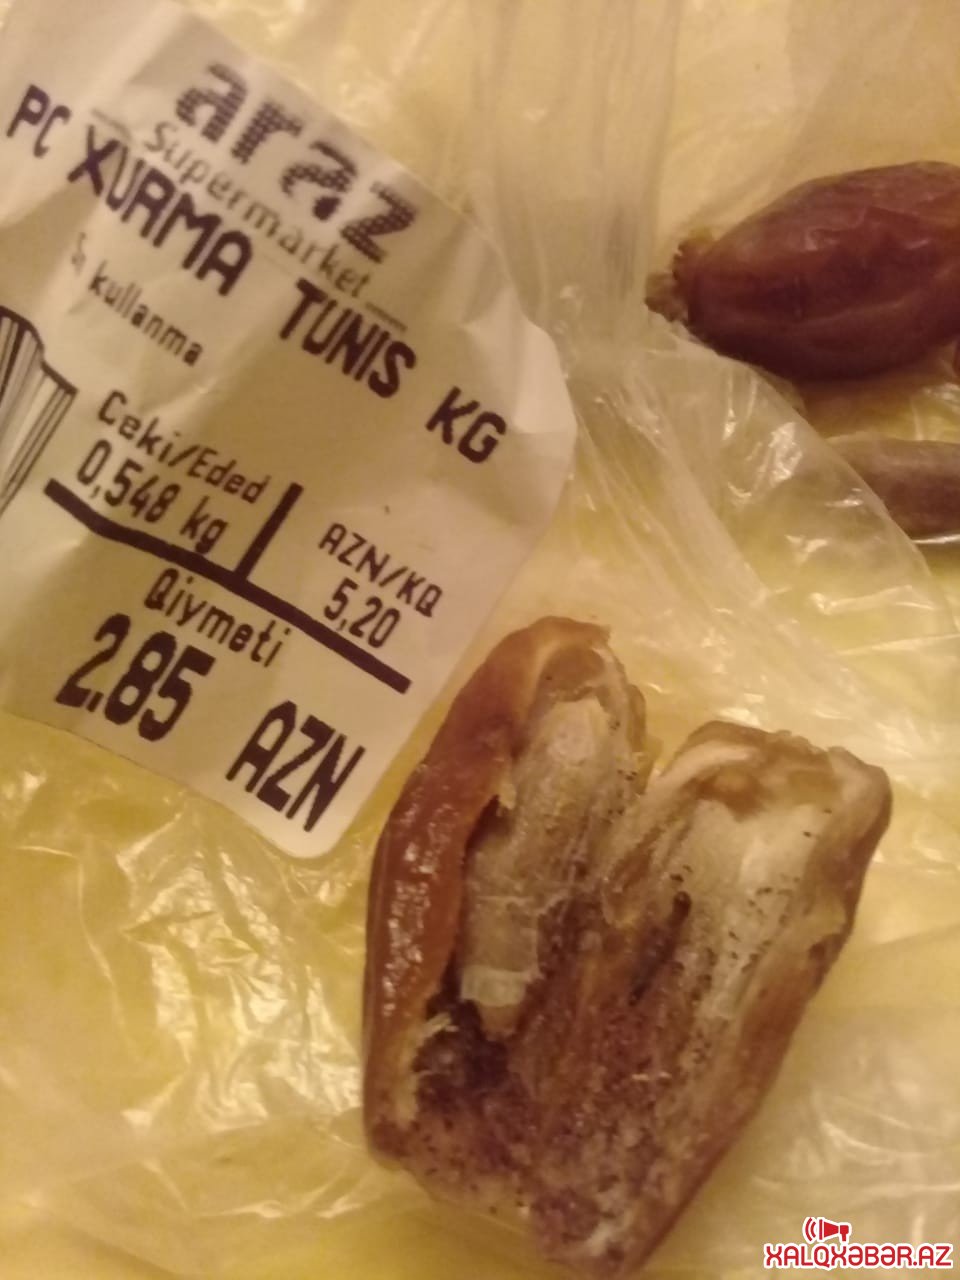 araz
Supermarket
PC XURMA TUNIS KG
kullanma
Ceki/Eded
0,548 kg
AZN/KQ
5,20
Qiymeti
2.85 AZN
XALQXƏBƏR.AZ